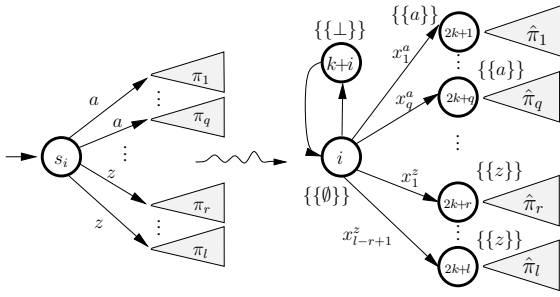 s_i
a
a
⋮
z
z
π_1
⋮
π_q
π_r
⋮
π_l
{{⊥}}
k+i
i
{{∅}}
x_1^a
x_q^a
x_1^z
x_{l-r+1}^z
{{a}}
2k+1
π̂_1
⋮
{{a}}
2k+q
π̂_q
⋮
{{z}}
2k+r
π̂_r
⋮
{{z}}
2k+l
π̂_l